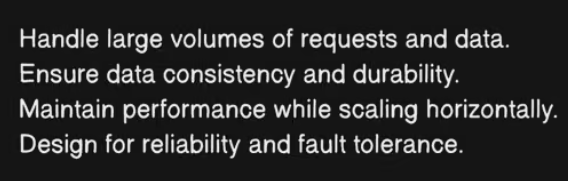 Handle large volumes of requests and data.
Ensure data consistency and durability.
Maintain performance while scaling horizontally.
Design for reliability and fault tolerance.